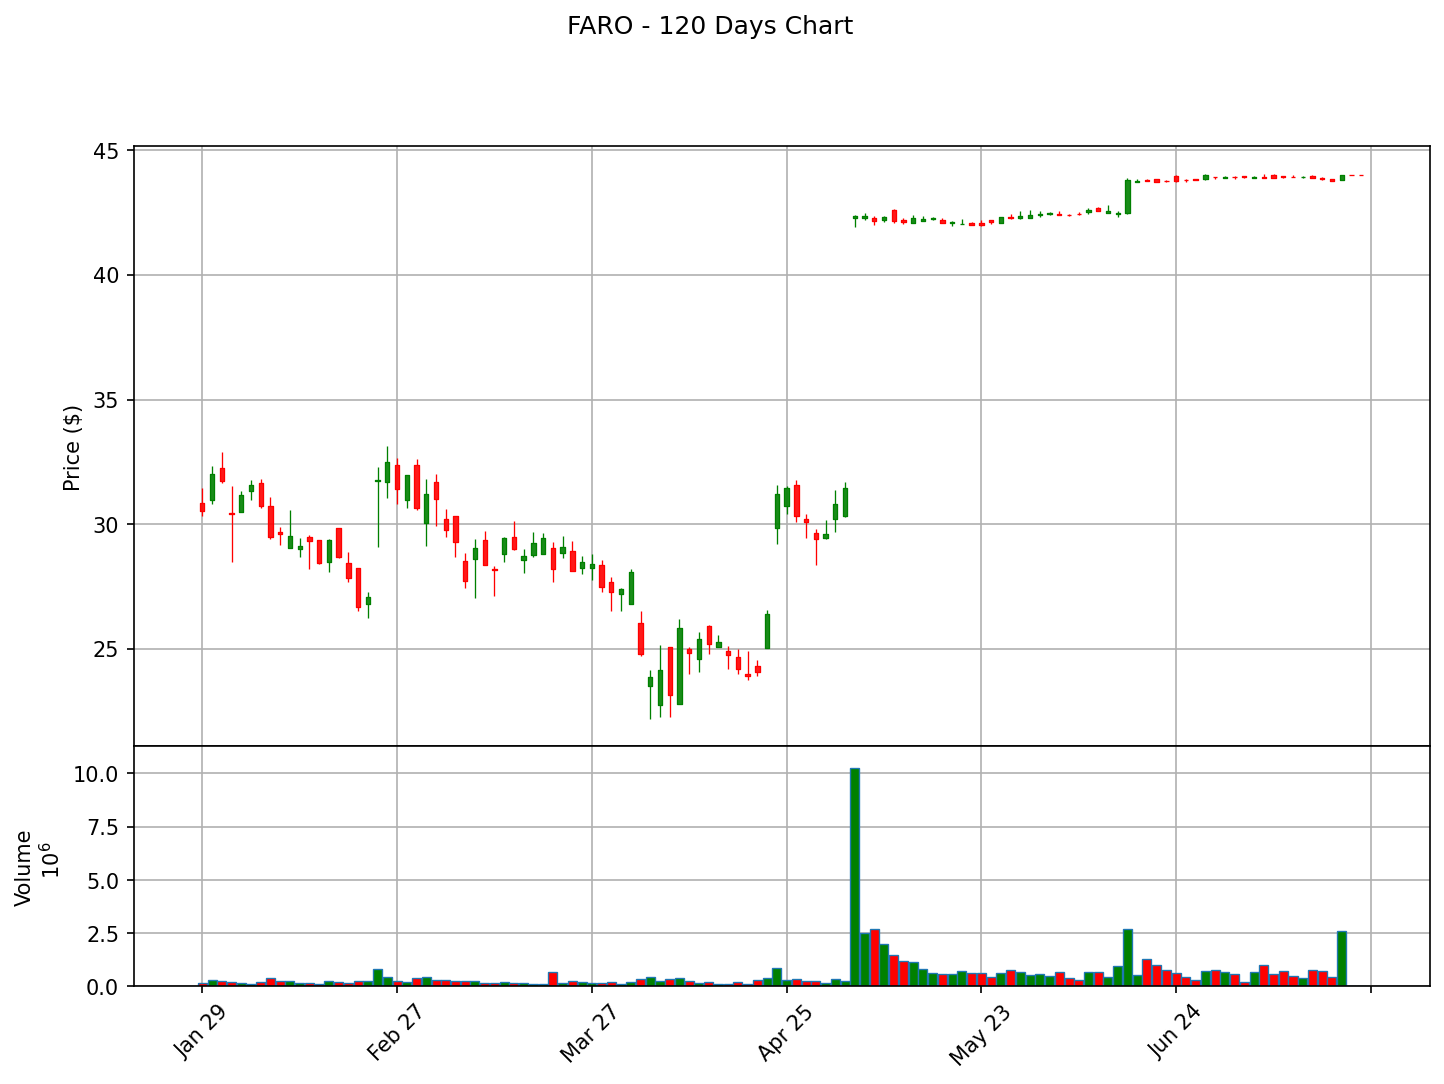 FARO - 120 Days Chart
Price ($)
45
40
35
30
25
Volume
10⁶
10.0
7.5
5.0
2.5
0.0
Jan 29
Feb 27
Mar 27
Apr 25
May 23
Jun 24